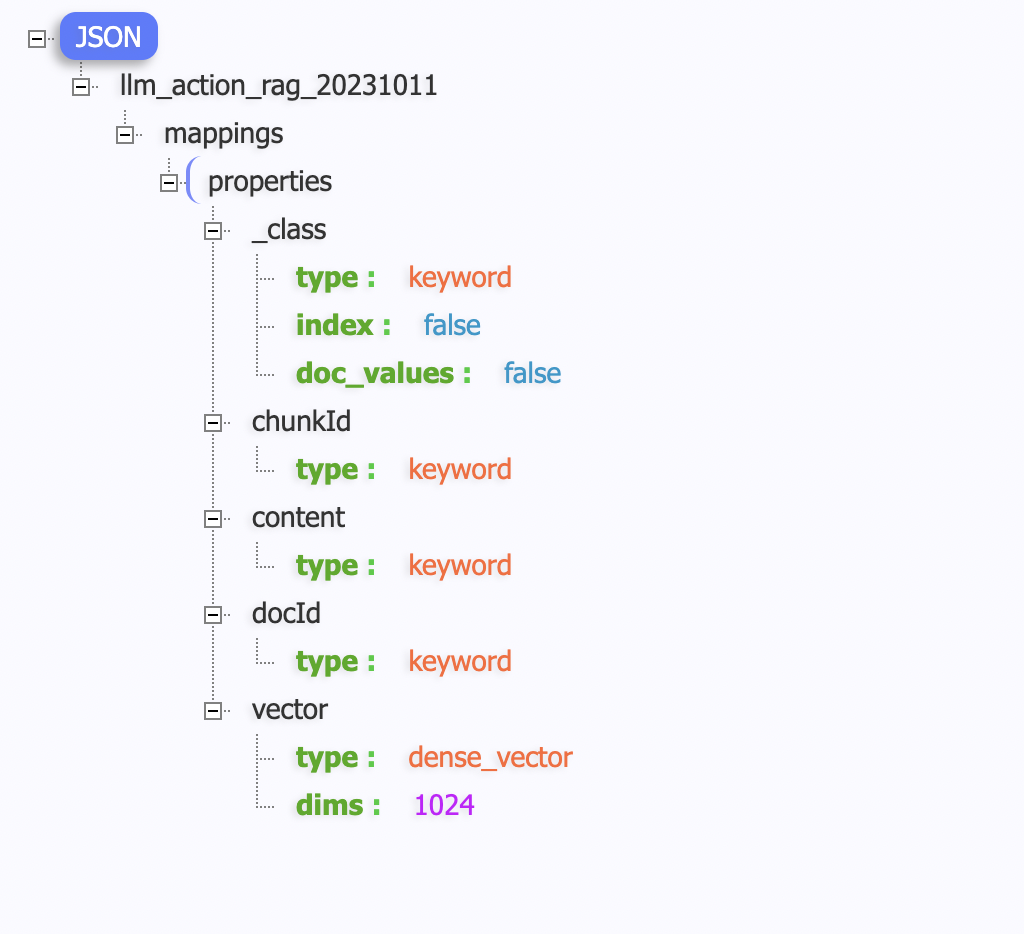 JSON
llm_action_rag_20231011
mappings
properties
_class
type : keyword
index : false
doc_values : false
chunkId
type : keyword
content
type : keyword
docId
type : keyword
vector
type : dense_vector
dims : 1024